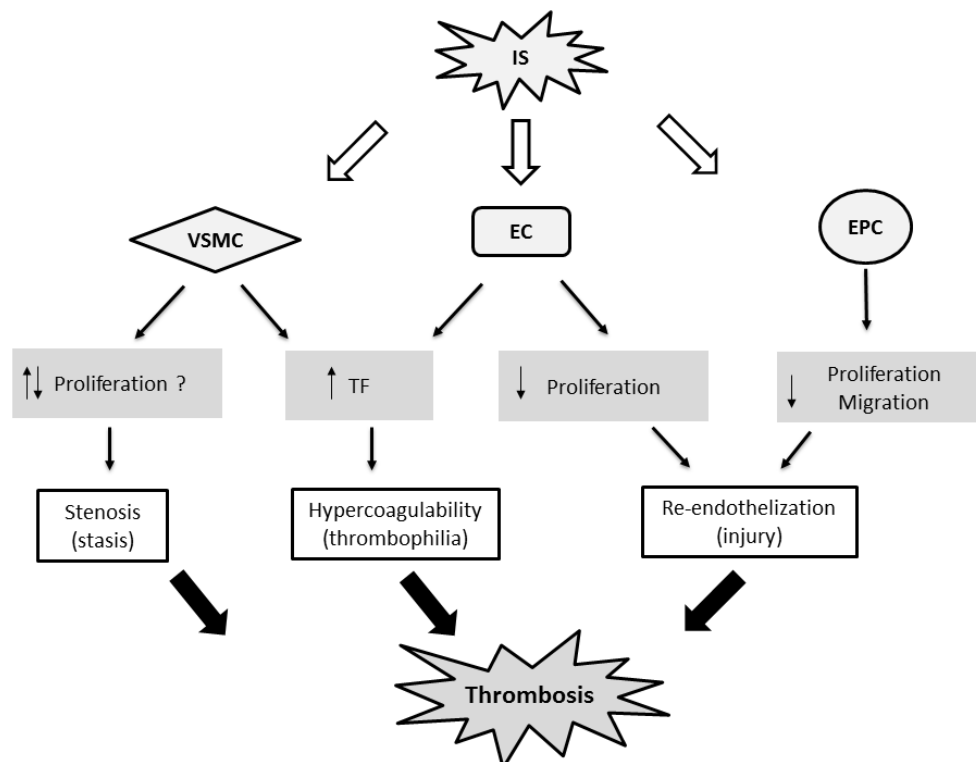 IS
VSMC
EC
EPC
↑↓ Proliferation ?
↑ TF
↓ Proliferation
↓ Proliferation
Migration
Stenosis
(stasis)
Hypercoagulability
(thrombophilia)
Re-endothelization
(injury)
Thrombosis